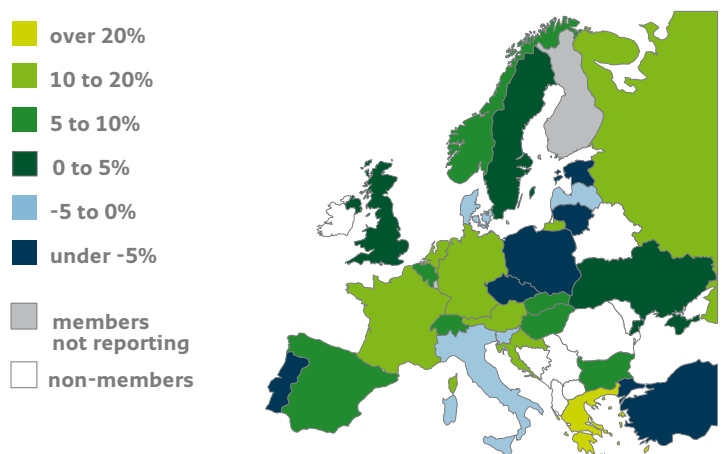 over 20%
10 to 20%
5 to 10%
0 to 5%
-5 to 0%
under -5%
members
not reporting
non-members